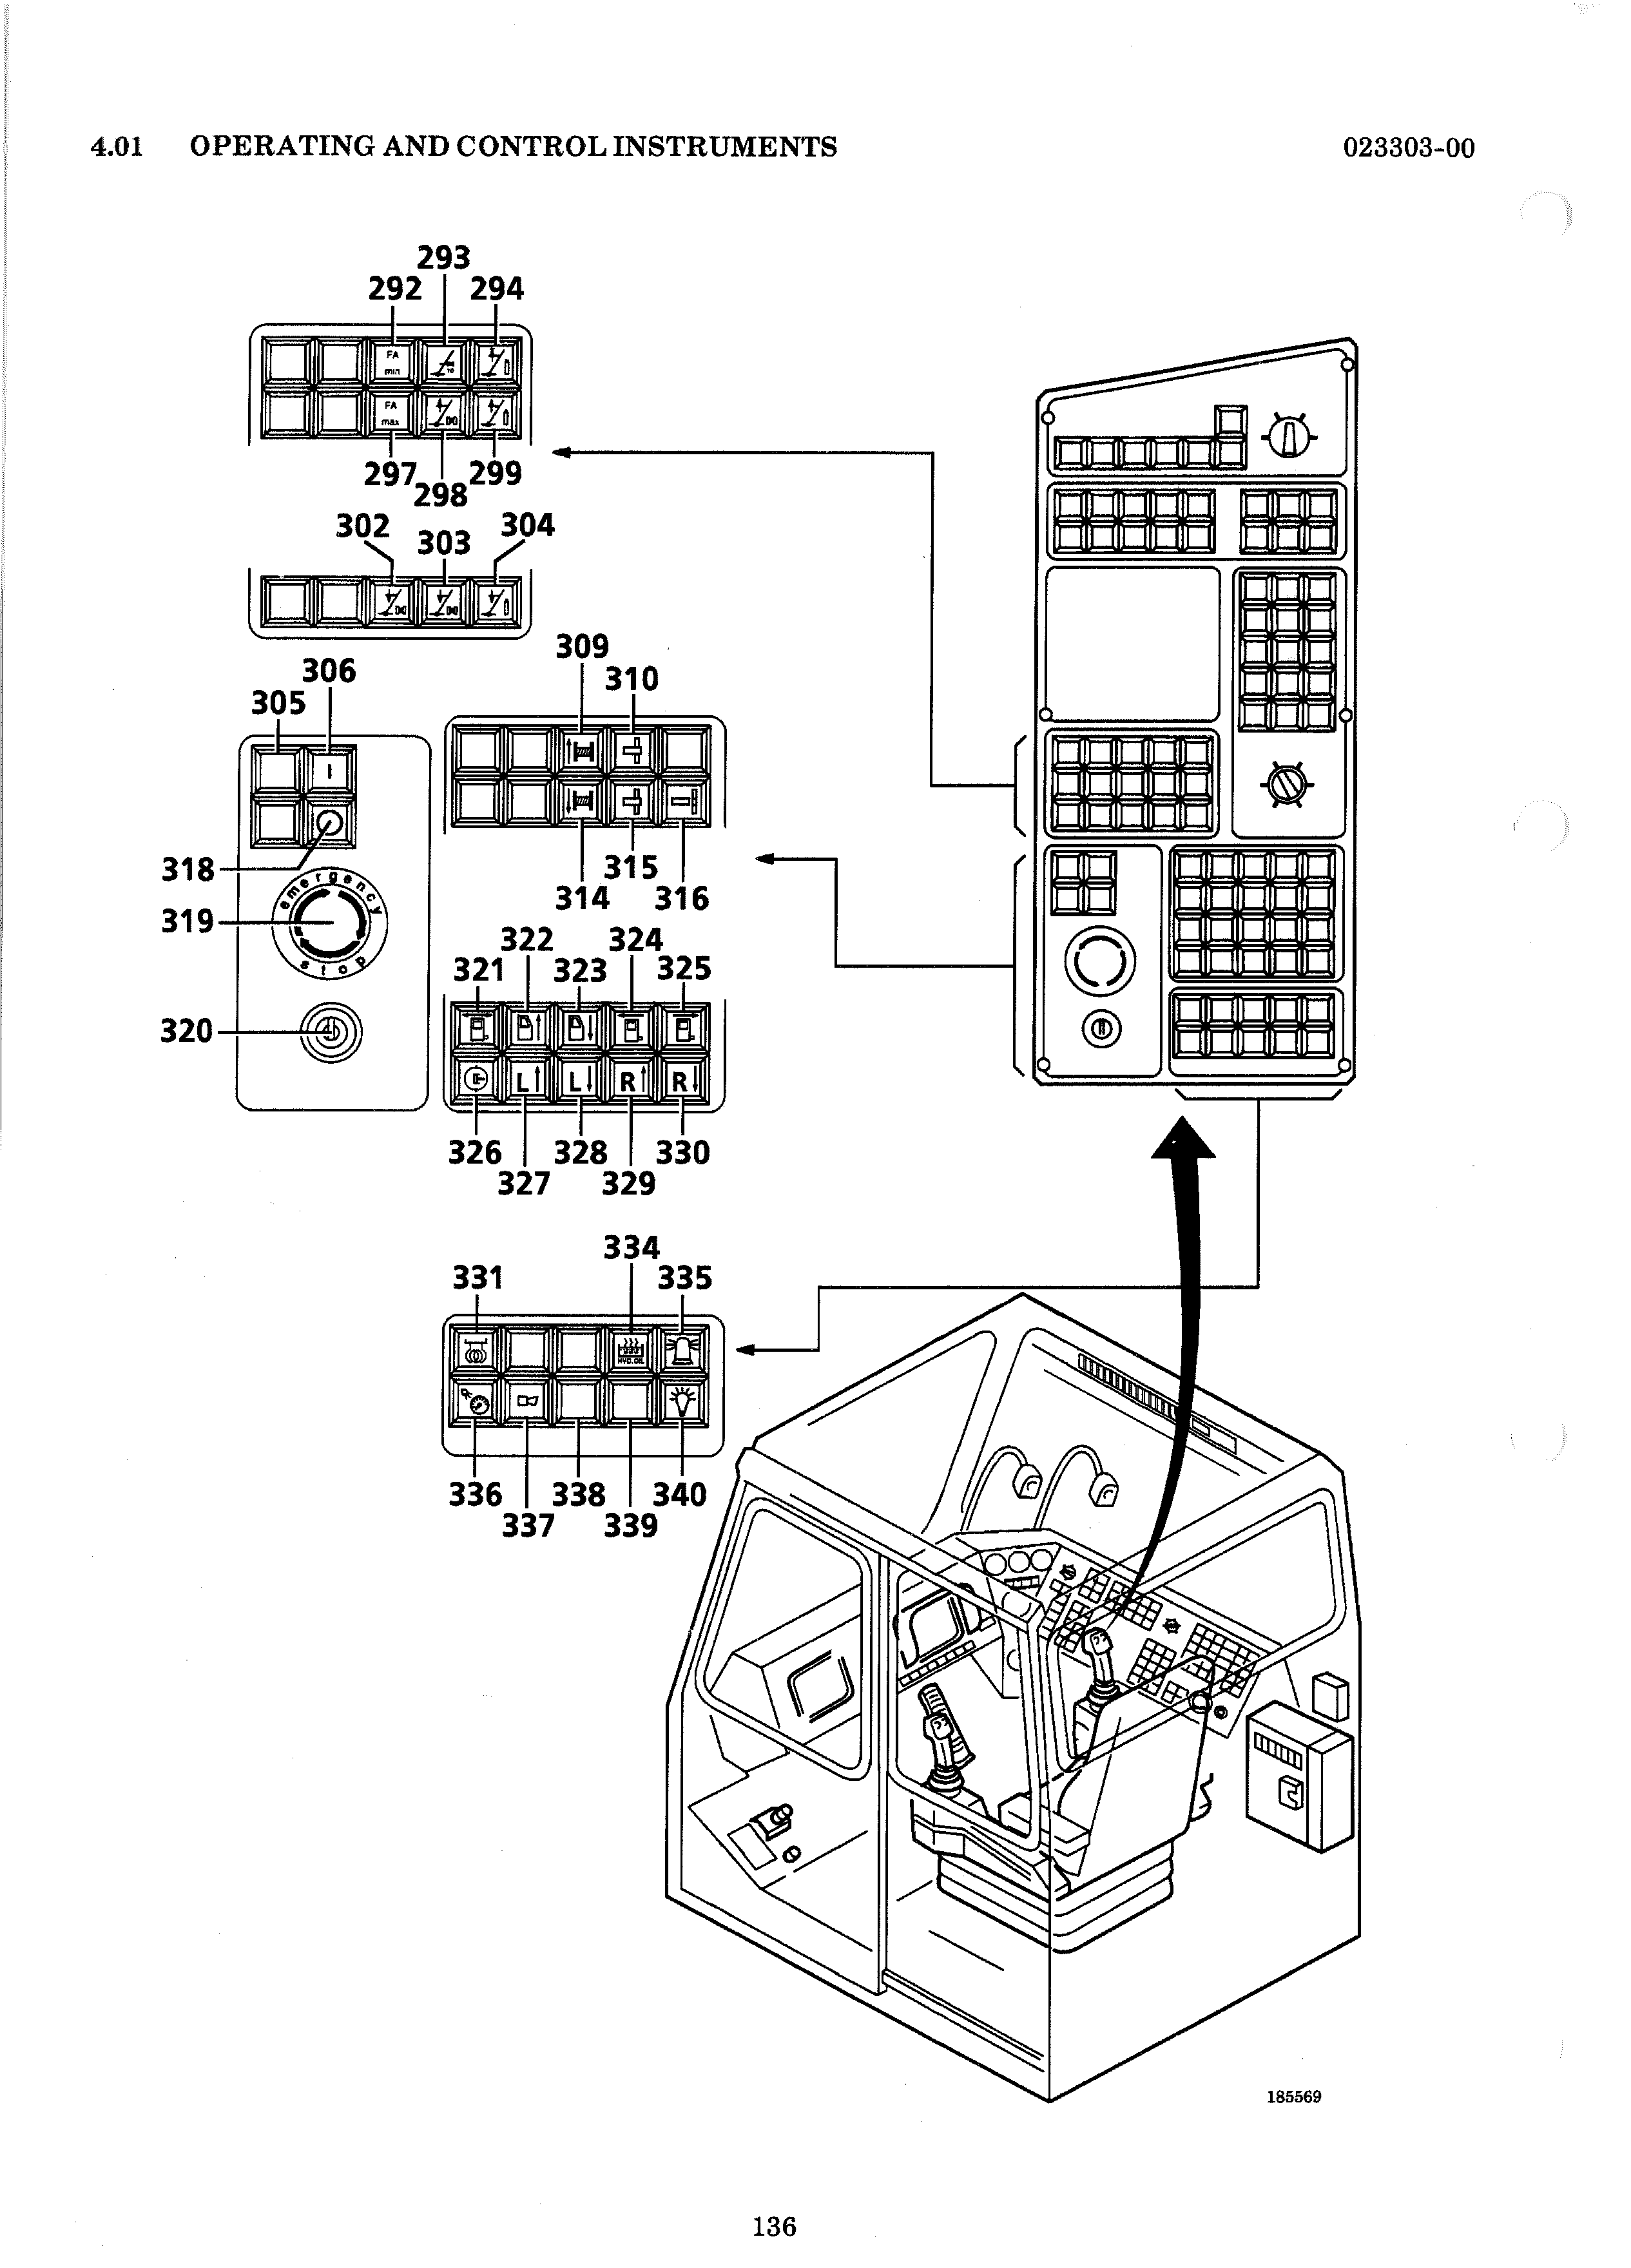 4.01 OPERATING AND CONTROL INSTRUMENTS 023303-00
293
292 294
FA
min
FA
max
297 299
298
302 304
303
309
306 310
305
I
318 315
314 316
emergency
319
stop
322 324
321 323 325
320
L L R R
326 328 330
327 329
334
331 335
HYD.OIL
336 338 340
337 339
185569
136